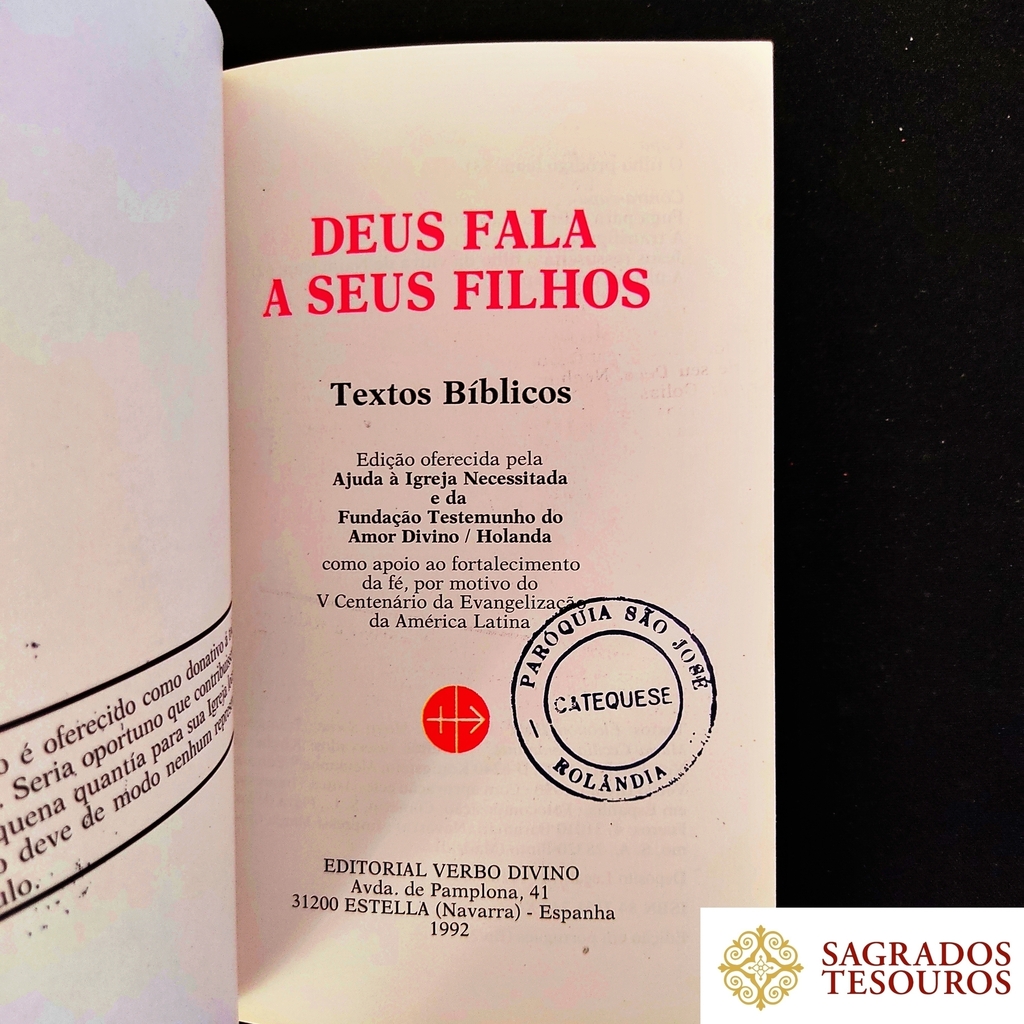 DEUS FALA
A SEUS FILHOS
Textos Bíblicos
Edição oferecida pela
Ajuda à Igreja Necessitada
e da
Fundação Testemunho do
Amor Divino / Holanda
como apoio ao fortalecimento
da fé, por motivo do
V Centenário da Evangelização
da América Latina
PARÓQUIA SÃO JOSÉ
CATEQUESE
ROLÂNDIA
EDITORIAL VERBO DIVINO
Avda. de Pamplona, 41
31200 ESTELLA (Navarra) - Espanha
1992
o é oferecido como donativo à
. Seria oportuno que
quena quantía para sua Igreja
o deve de modo nenhum
ulo.
SAGRADOS
TESOUROS